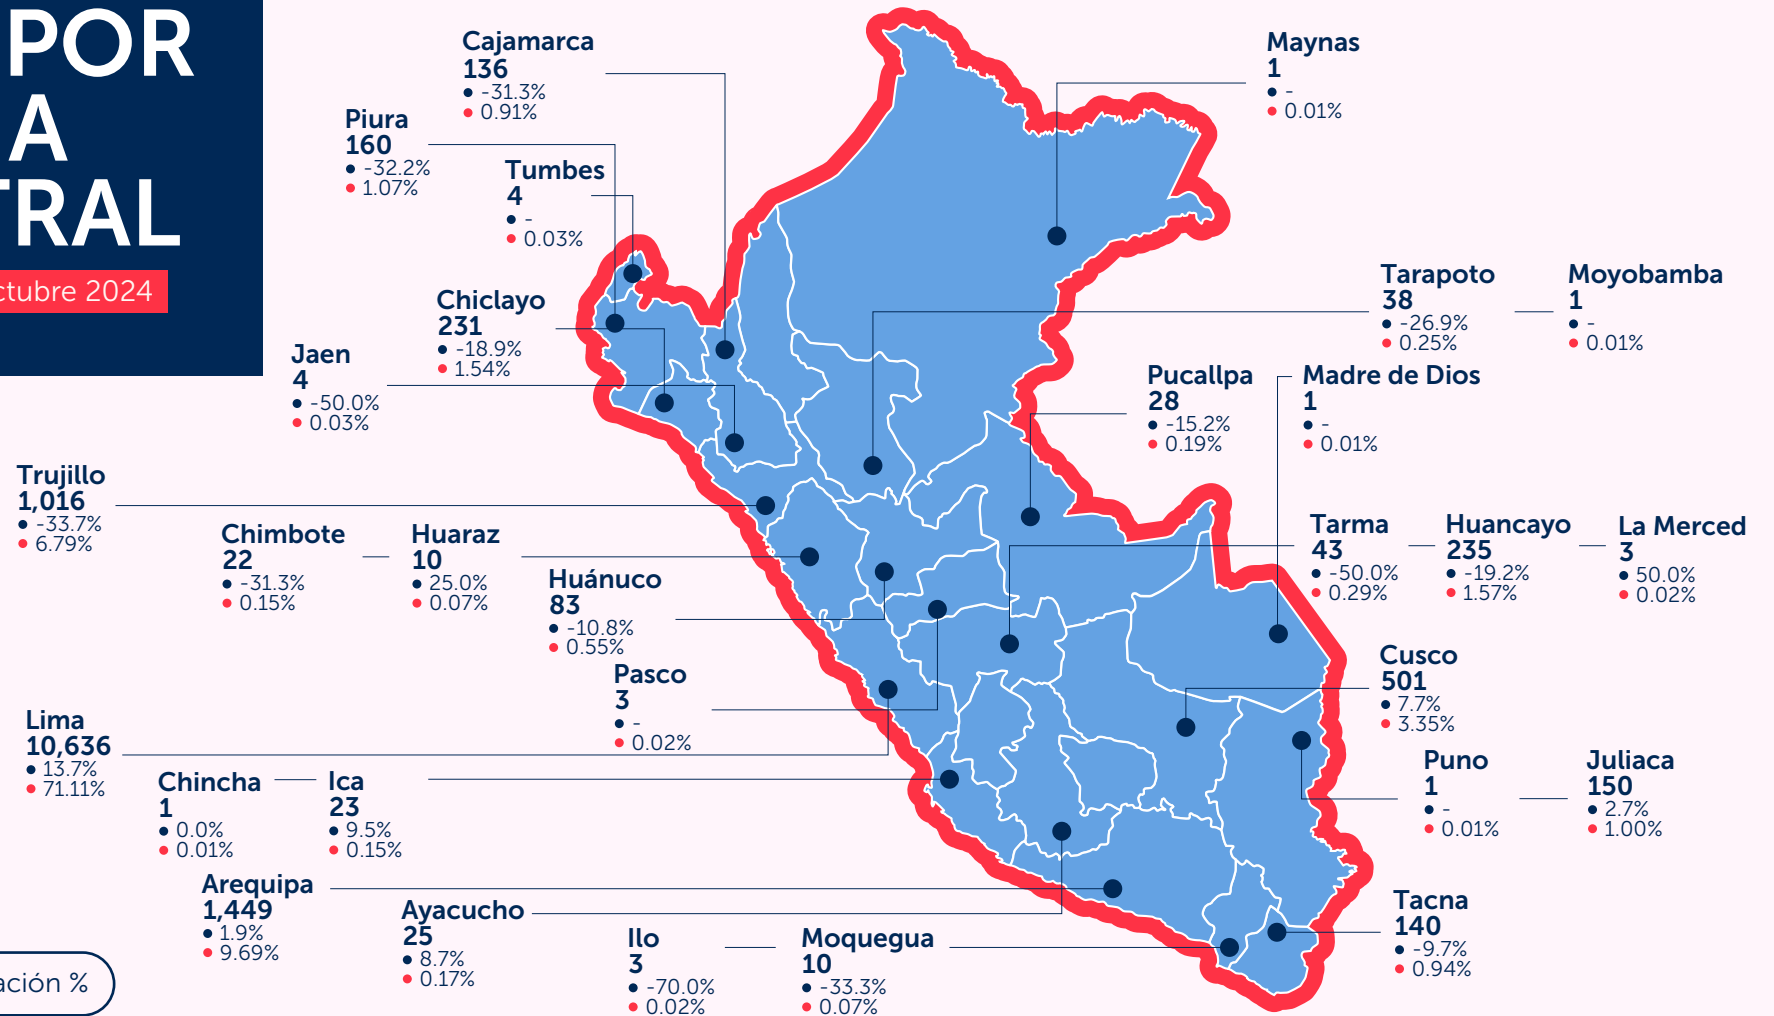 POR
A
TRAL
ctubre 2024
Cajamarca
136
-31.3%
0.91%
Piura
160
-32.2%
1.07%
Tumbes
4
-
0.03%
Maynas
1
-
0.01%
Chiclayo
231
-18.9%
1.54%
Jaen
4
-50.0%
0.03%
Tarapoto
38
-26.9%
0.25%
Moyobamba
1
-
0.01%
Pucallpa
28
-15.2%
0.19%
Madre de Dios
1
-
0.01%
Trujillo
1,016
-33.7%
6.79%
Chimbote
22
-31.3%
0.15%
Huaraz
10
25.0%
0.07%
Huánuco
83
-10.8%
0.55%
Tarma
43
-50.0%
0.29%
Huancayo
235
-19.2%
1.57%
La Merced
3
50.0%
0.02%
Pasco
3
-
0.02%
Cusco
501
7.7%
3.35%
Lima
10,636
13.7%
71.11%
Chincha
1
0.0%
0.01%
Ica
23
9.5%
0.15%
Puno
1
-
0.01%
Juliaca
150
2.7%
1.00%
Arequipa
1,449
1.9%
9.69%
Ayacucho
25
8.7%
0.17%
Ilo
3
-70.0%
0.02%
Moquegua
10
-33.3%
0.07%
Tacna
140
-9.7%
0.94%
ación %